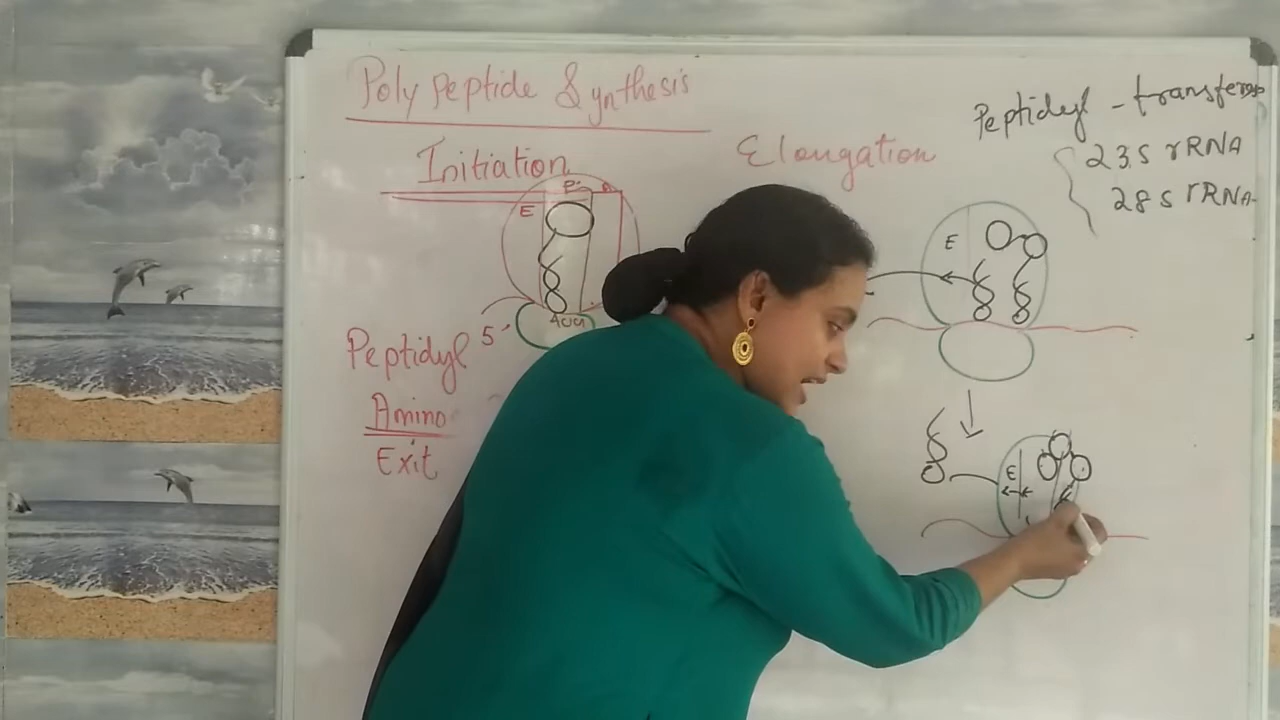 Poly peptide Synthesis
Initiation
E P A
AUG
5'
Peptidyl
Amino
Exit
Elongation
Peptidyl - transferase
23S rRNA
28S rRNA
E
E